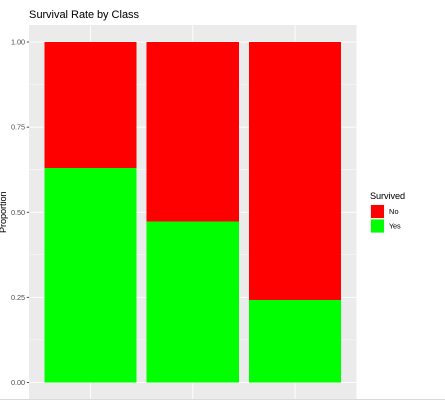 Survival Rate by Class
1.00
0.75
0.50
0.25
0.00
Proportion
Survived
No
Yes